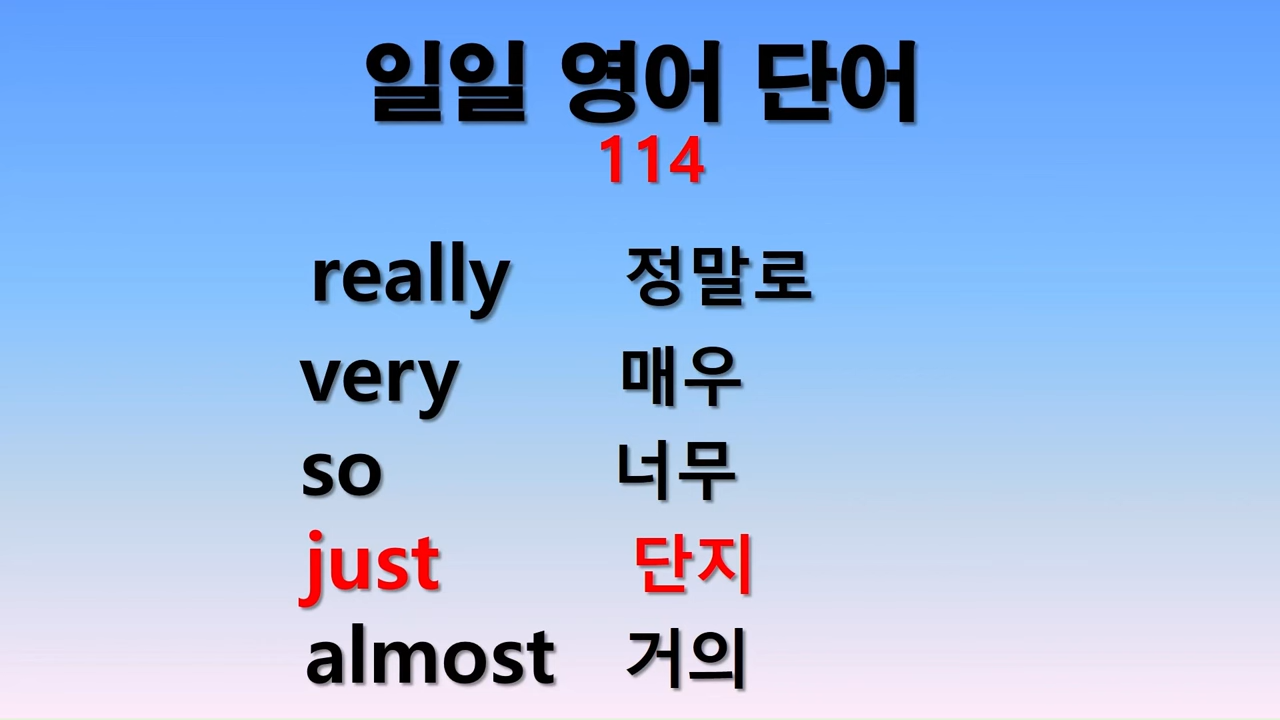 일일 영어 단어
114
really 정말로
very 매우
so 너무
just 단지
almost 거의